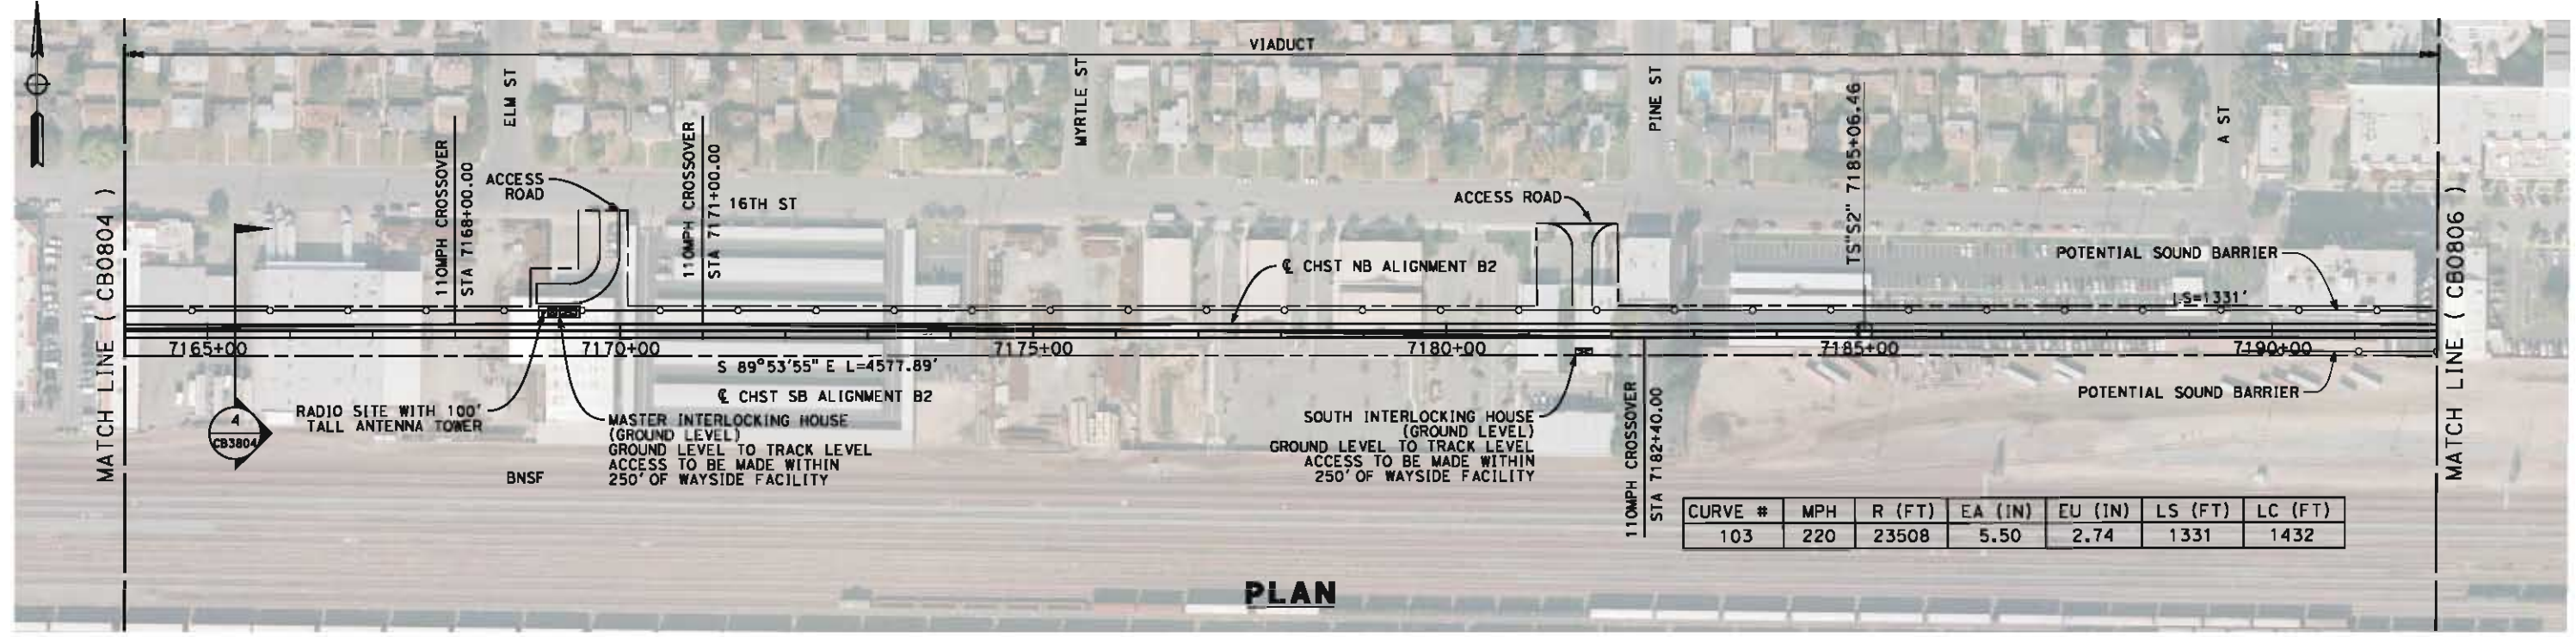 VIADUCT
ELM ST
MYRTLE ST
PINE ST
A ST
MATCH LINE ( CB0804 )
110MPH CROSSOVER
STA 7168+00.00
ACCESS
ROAD
110MPH CROSSOVER
STA 7171+00.00
16TH ST
ACCESS ROAD
TS"S2" 7185+06.46
POTENTIAL SOUND BARRIER
MATCH LINE ( CB0806 )
℄ CHST NB ALIGNMENT B2
LS=1331'
7165+00
7170+00
7175+00
7180+00
7185+00
7190+00
S 89°53'55" E L=4577.89'
℄ CHST SB ALIGNMENT B2
POTENTIAL SOUND BARRIER
4
CB3804
RADIO SITE WITH 100'
TALL ANTENNA TOWER
MASTER INTERLOCKING HOUSE
(GROUND LEVEL)
GROUND LEVEL TO TRACK LEVEL
ACCESS TO BE MADE WITHIN
250' OF WAYSIDE FACILITY
BNSF
SOUTH INTERLOCKING HOUSE
(GROUND LEVEL)
GROUND LEVEL TO TRACK LEVEL
ACCESS TO BE MADE WITHIN
250' OF WAYSIDE FACILITY
110MPH CROSSOVER
STA 7182+40.00
CURVE # MPH R (FT) EA (IN) EU (IN) LS (FT) LC (FT)
103 220 23508 5.50 2.74 1331 1432
PLAN